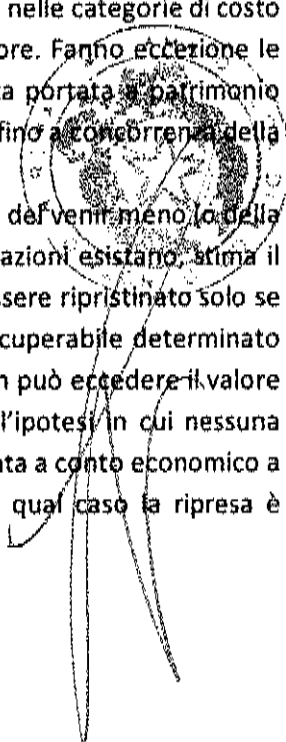 nelle categorie di costo
ore. Fanno eccezione le
a portata a patrimonio
fino a concorrenza della
del venir meno (o della
azioni esistano, stima il
ssere ripristinato solo se
cuperabile determinato
n può eccedere il valore
l'ipotesi in cui nessuna
ata a conto economico a
qual caso la ripresa è